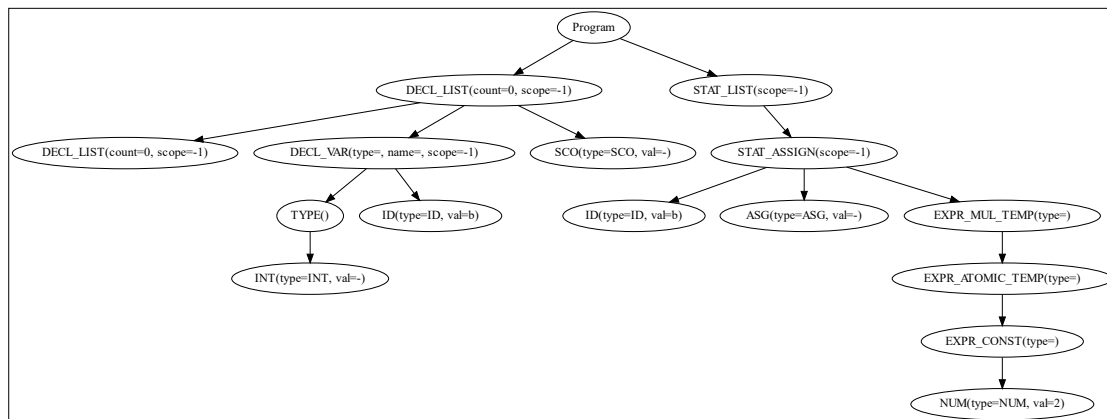 Program
DECL_LIST(count=0, scope=-1)
STAT_LIST(scope=-1)
DECL_LIST(count=0, scope=-1)
DECL_VAR(type=, name=, scope=-1)
SCO(type=SCO, val=-)
STAT_ASSIGN(scope=-1)
TYPE()
ID(type=ID, val=b)
ID(type=ID, val=b)
ASG(type=ASG, val=-)
EXPR_MUL_TEMP(type=)
INT(type=INT, val=-)
EXPR_ATOMIC_TEMP(type=)
EXPR_CONST(type=)
NUM(type=NUM, val=2)